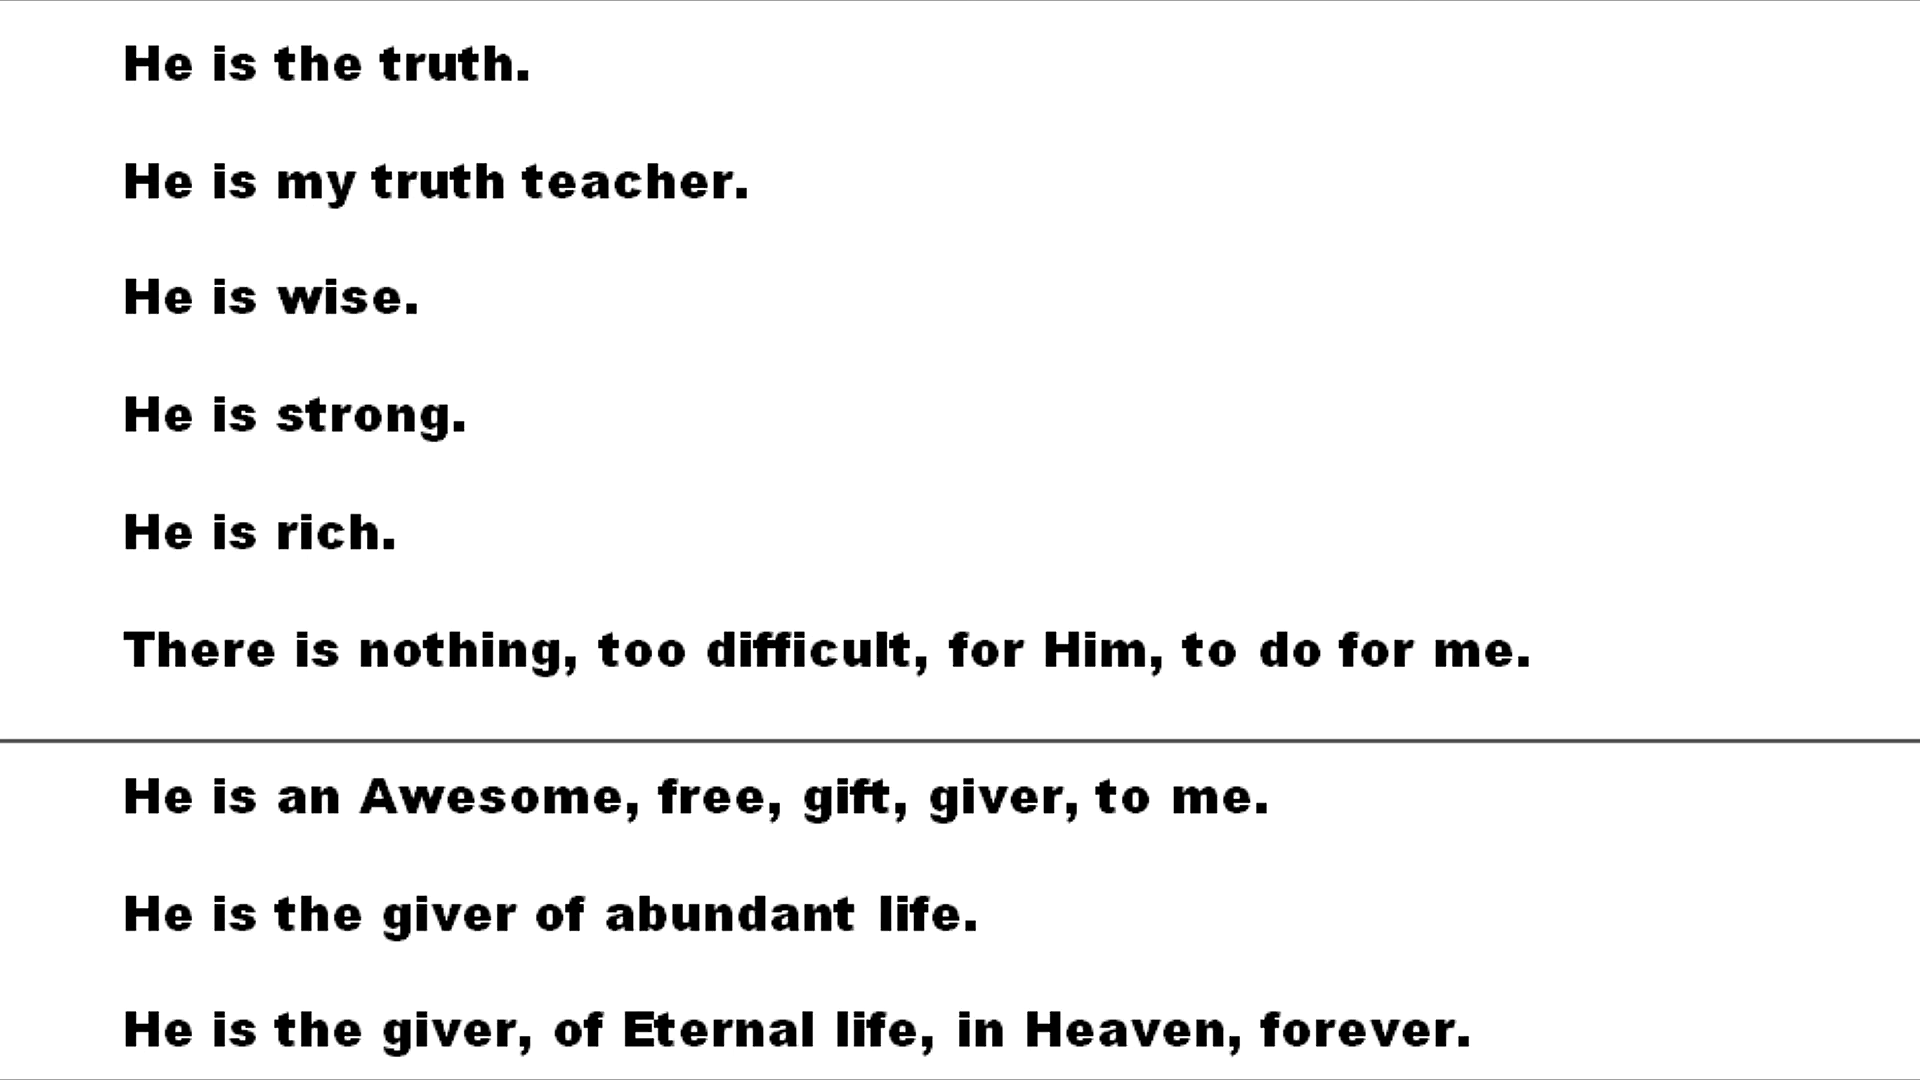 He is the truth.
He is my truth teacher.
He is wise.
He is strong.
He is rich.
There is nothing, too difficult, for Him, to do for me.
He is an Awesome, free, gift, giver, to me.
He is the giver of abundant life.
He is the giver, of Eternal life, in Heaven, forever.